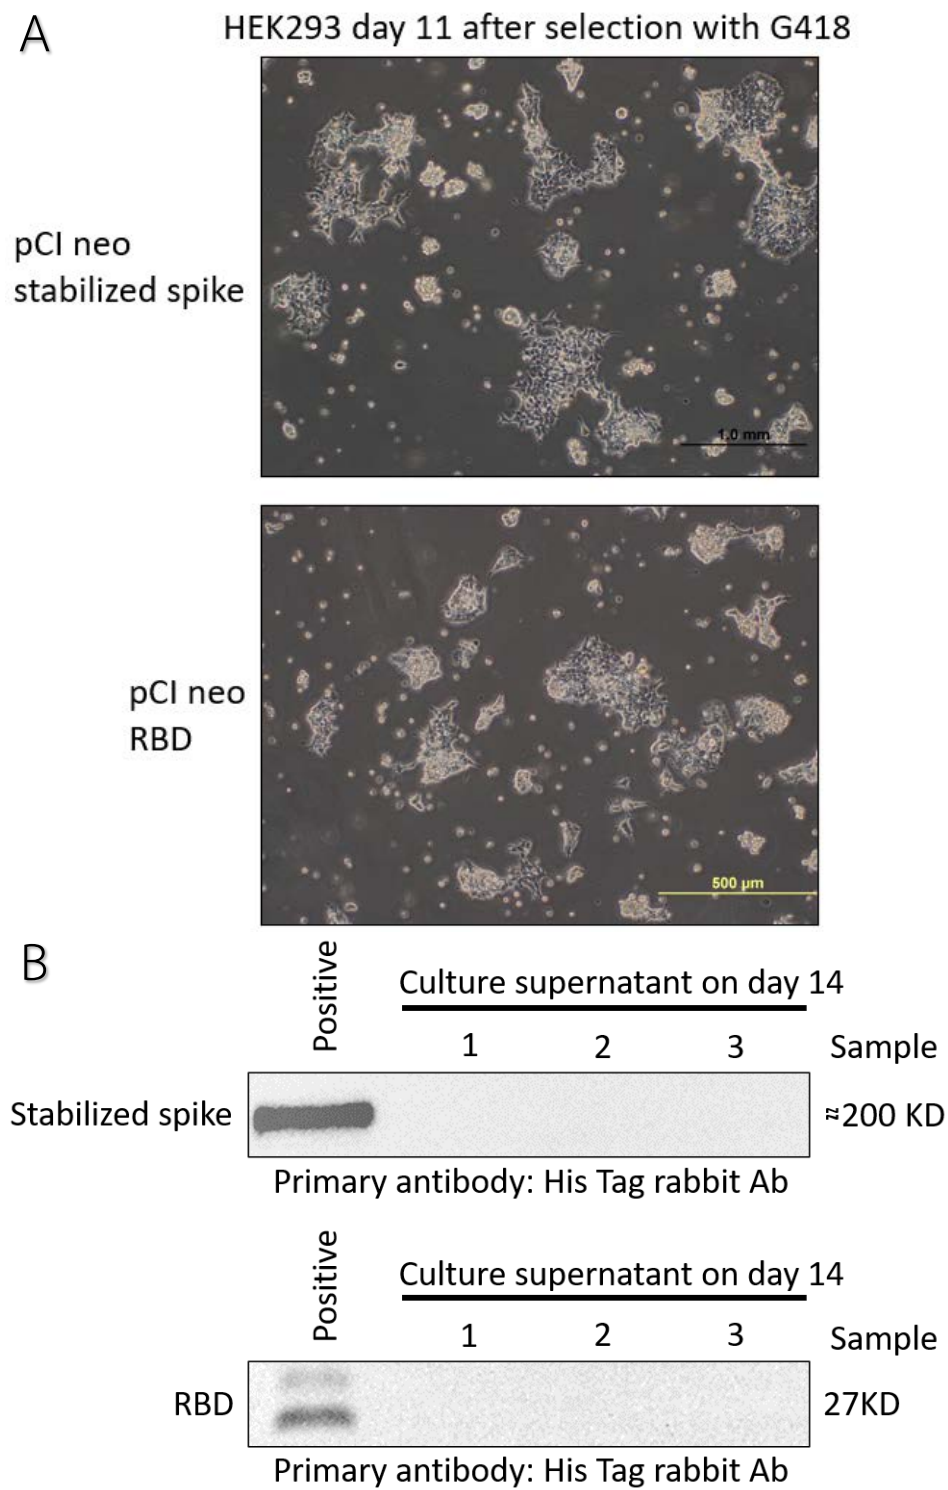 A
HEK293 day 11 after selection with G418
pCI neo
stabilized spike
1.0 mm
pCI neo
RBD
500 µm
B
Positive
Culture supernatant on day 14
1 2 3 Sample
Stabilized spike
≈200 KD
Primary antibody: His Tag rabbit Ab
Positive
Culture supernatant on day 14
1 2 3 Sample
RBD
27KD
Primary antibody: His Tag rabbit Ab